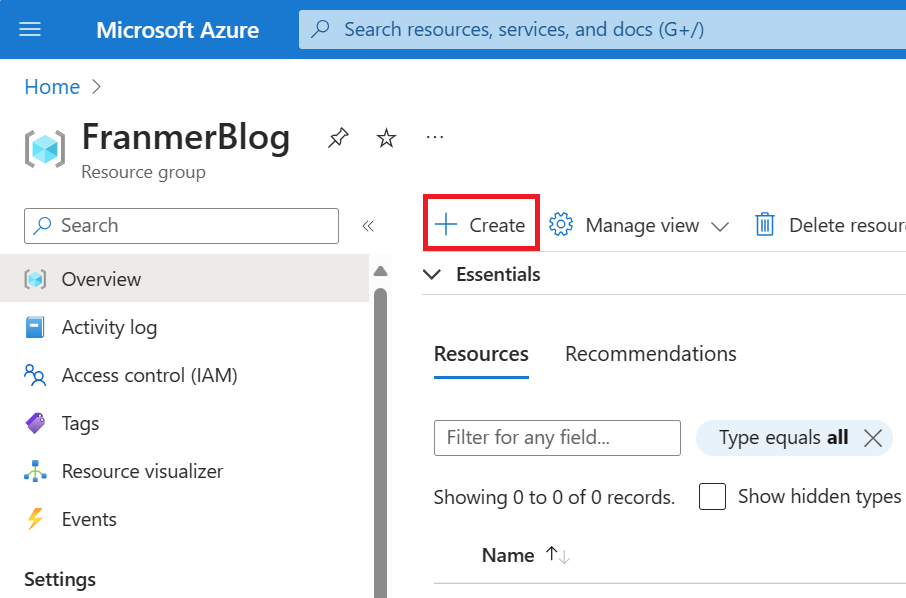 Microsoft Azure
Search resources, services, and docs (G+/)
Home
FranmerBlog
Resource group
Search
Create
Manage view
Delete resour
Essentials
Overview
Activity log
Access control (IAM)
Tags
Resource visualizer
Events
Settings
Resources
Recommendations
Filter for any field...
Type equals all
Showing 0 to 0 of 0 records.
Show hidden types
Name